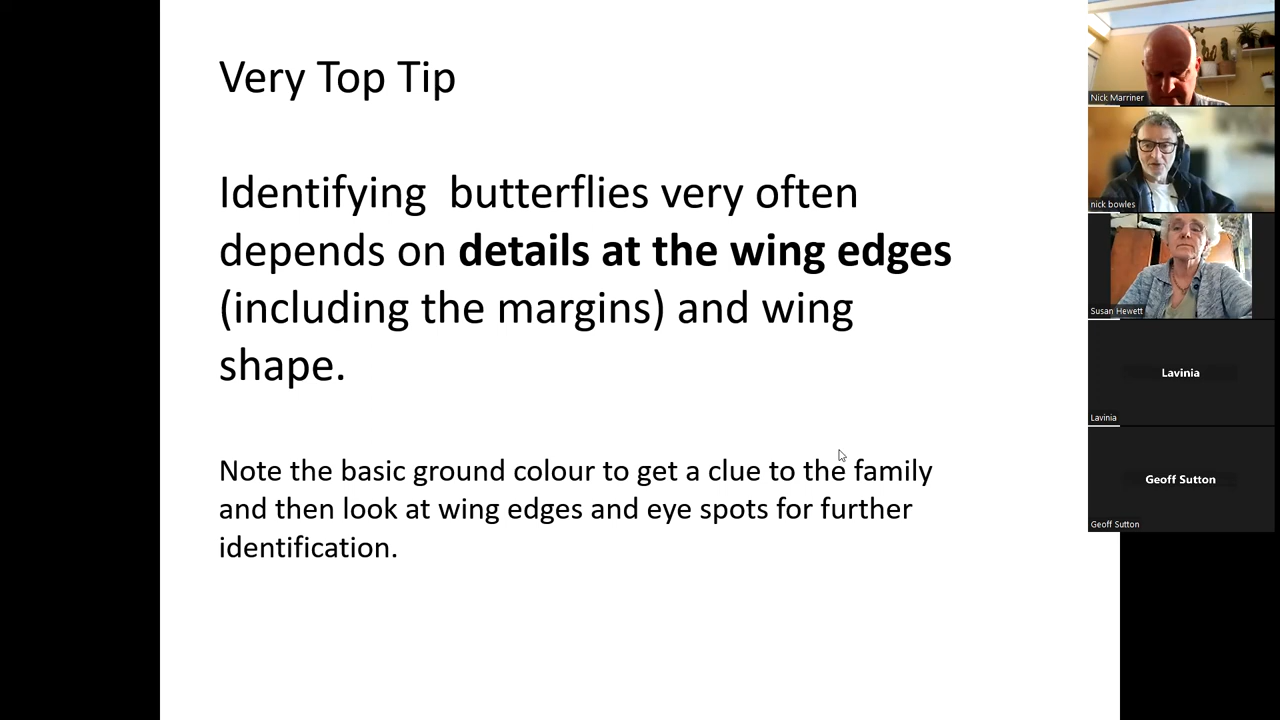 Very Top Tip
Identifying  butterflies very often
depends on details at the wing edges
(including the margins) and wing
shape.
Note the basic ground colour to get a clue to the family
and then look at wing edges and eye spots for further
identification.
Nick Marriner
nick bowles
Susan Hewett
Lavinia
Lavinia
Geoff Sutton
Geoff Sutton